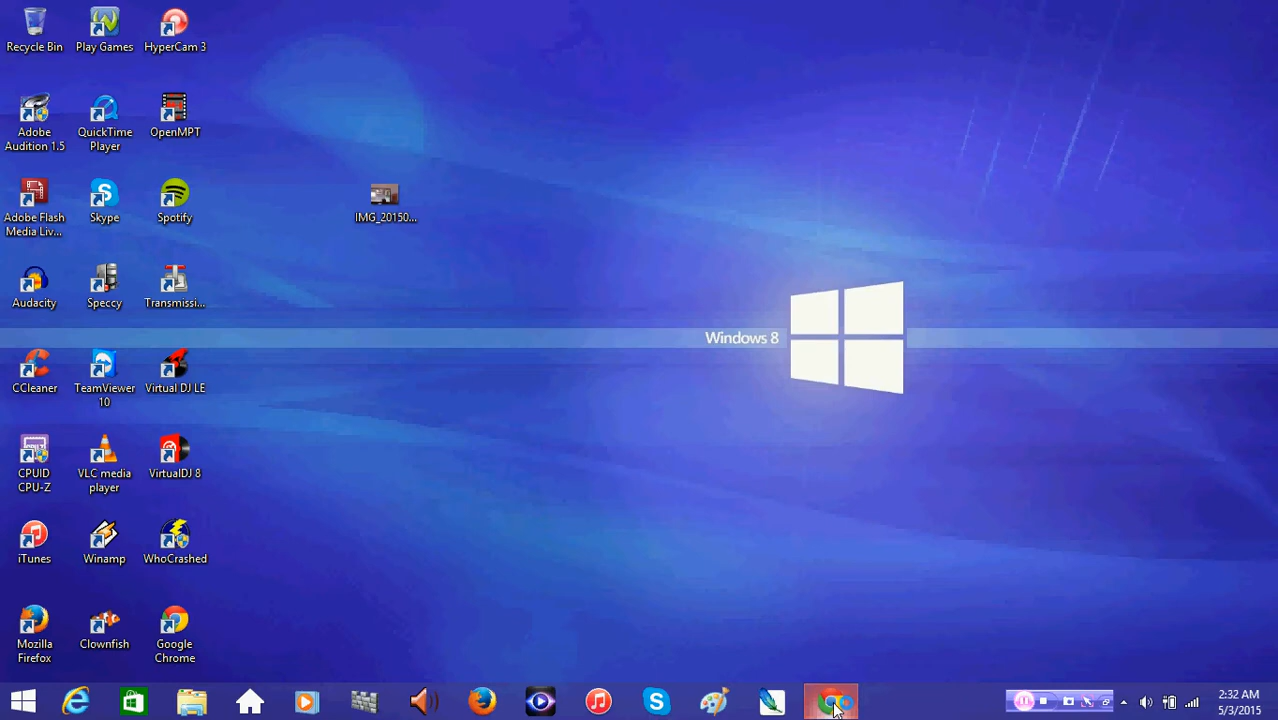 Recycle Bin
Play Games
HyperCam 3
Adobe
Audition 1.5
QuickTime
Player
OpenMPT
Adobe Flash
Media Liv...
Skype
Spotify
IMG_20150...
Audacity
Speccy
Transmissi...
Windows 8
CCleaner
TeamViewer
10
Virtual DJ LE
CPUID
CPU-Z
VLC media
player
VirtualDJ 8
iTunes
Winamp
WhoCrashed
Mozilla
Firefox
Clownfish
Google
Chrome
2:32 AM
5/3/2015